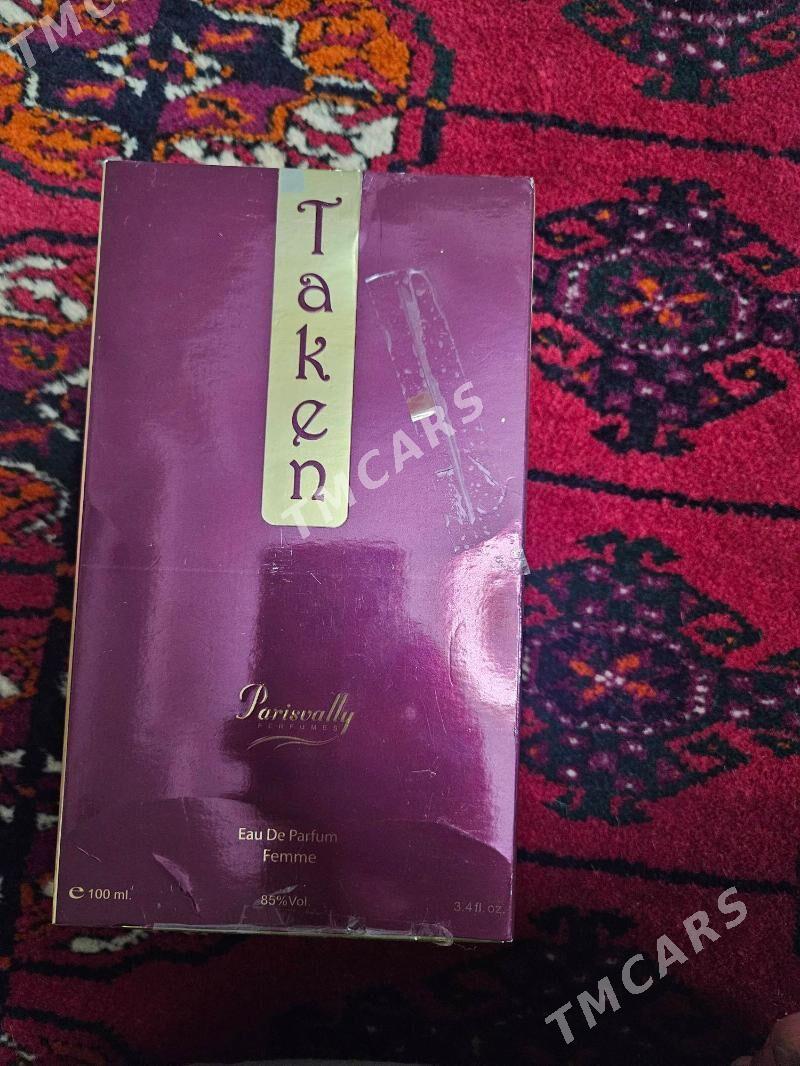 TMCARS
Taken
TMCARS
Parisvally
PERFUMES
Eau De Parfum
Femme
e 100 ml.
85%Vol.
3.4 fl. oz.
TMCARS